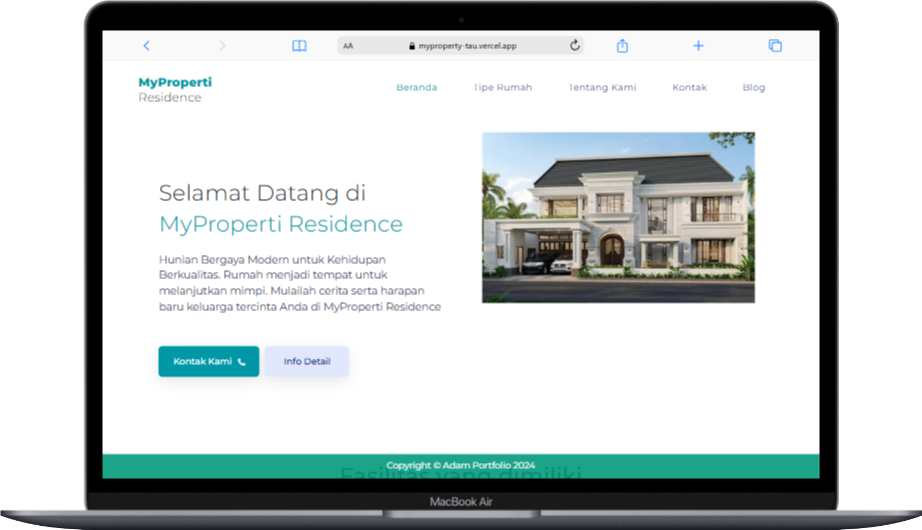 AA
myproperty-tau.vercel.app
MyProperti
Residence
Beranda
Tipe Rumah
Tentang Kami
Kontak
Blog
Selamat Datang di
MyProperti Residence
Hunian Bergaya Modern untuk Kehidupan
Berkualitas. Rumah menjadi tempat untuk
melanjutkan mimpi. Mulailah cerita serta harapan
baru keluarga tercinta Anda di MyProperti Residence
Kontak Kami
Info Detail
Copyright © Adam Portfolio 2024
Fasilitas yang dimiliki
MacBook Air